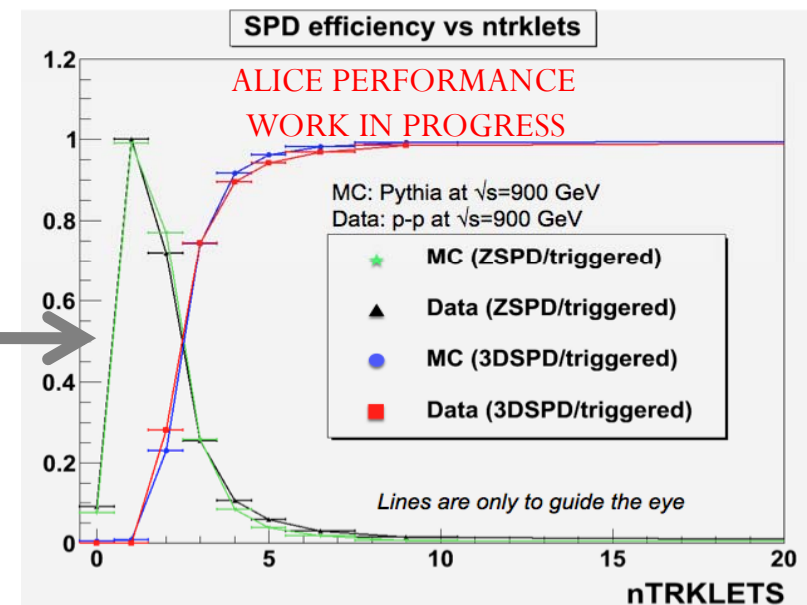 SPD efficiency vs ntrklets
ALICE PERFORMANCE
WORK IN PROGRESS
MC: Pythia at √s=900 GeV
Data: p-p at √s=900 GeV
MC (ZSPD/triggered)
Data (ZSPD/triggered)
MC (3DSPD/triggered)
Data (3DSPD/triggered)
Lines are only to guide the eye
1.2
1
0.8
0.6
0.4
0.2
0
0 5 10 15 20
nTRKLETS